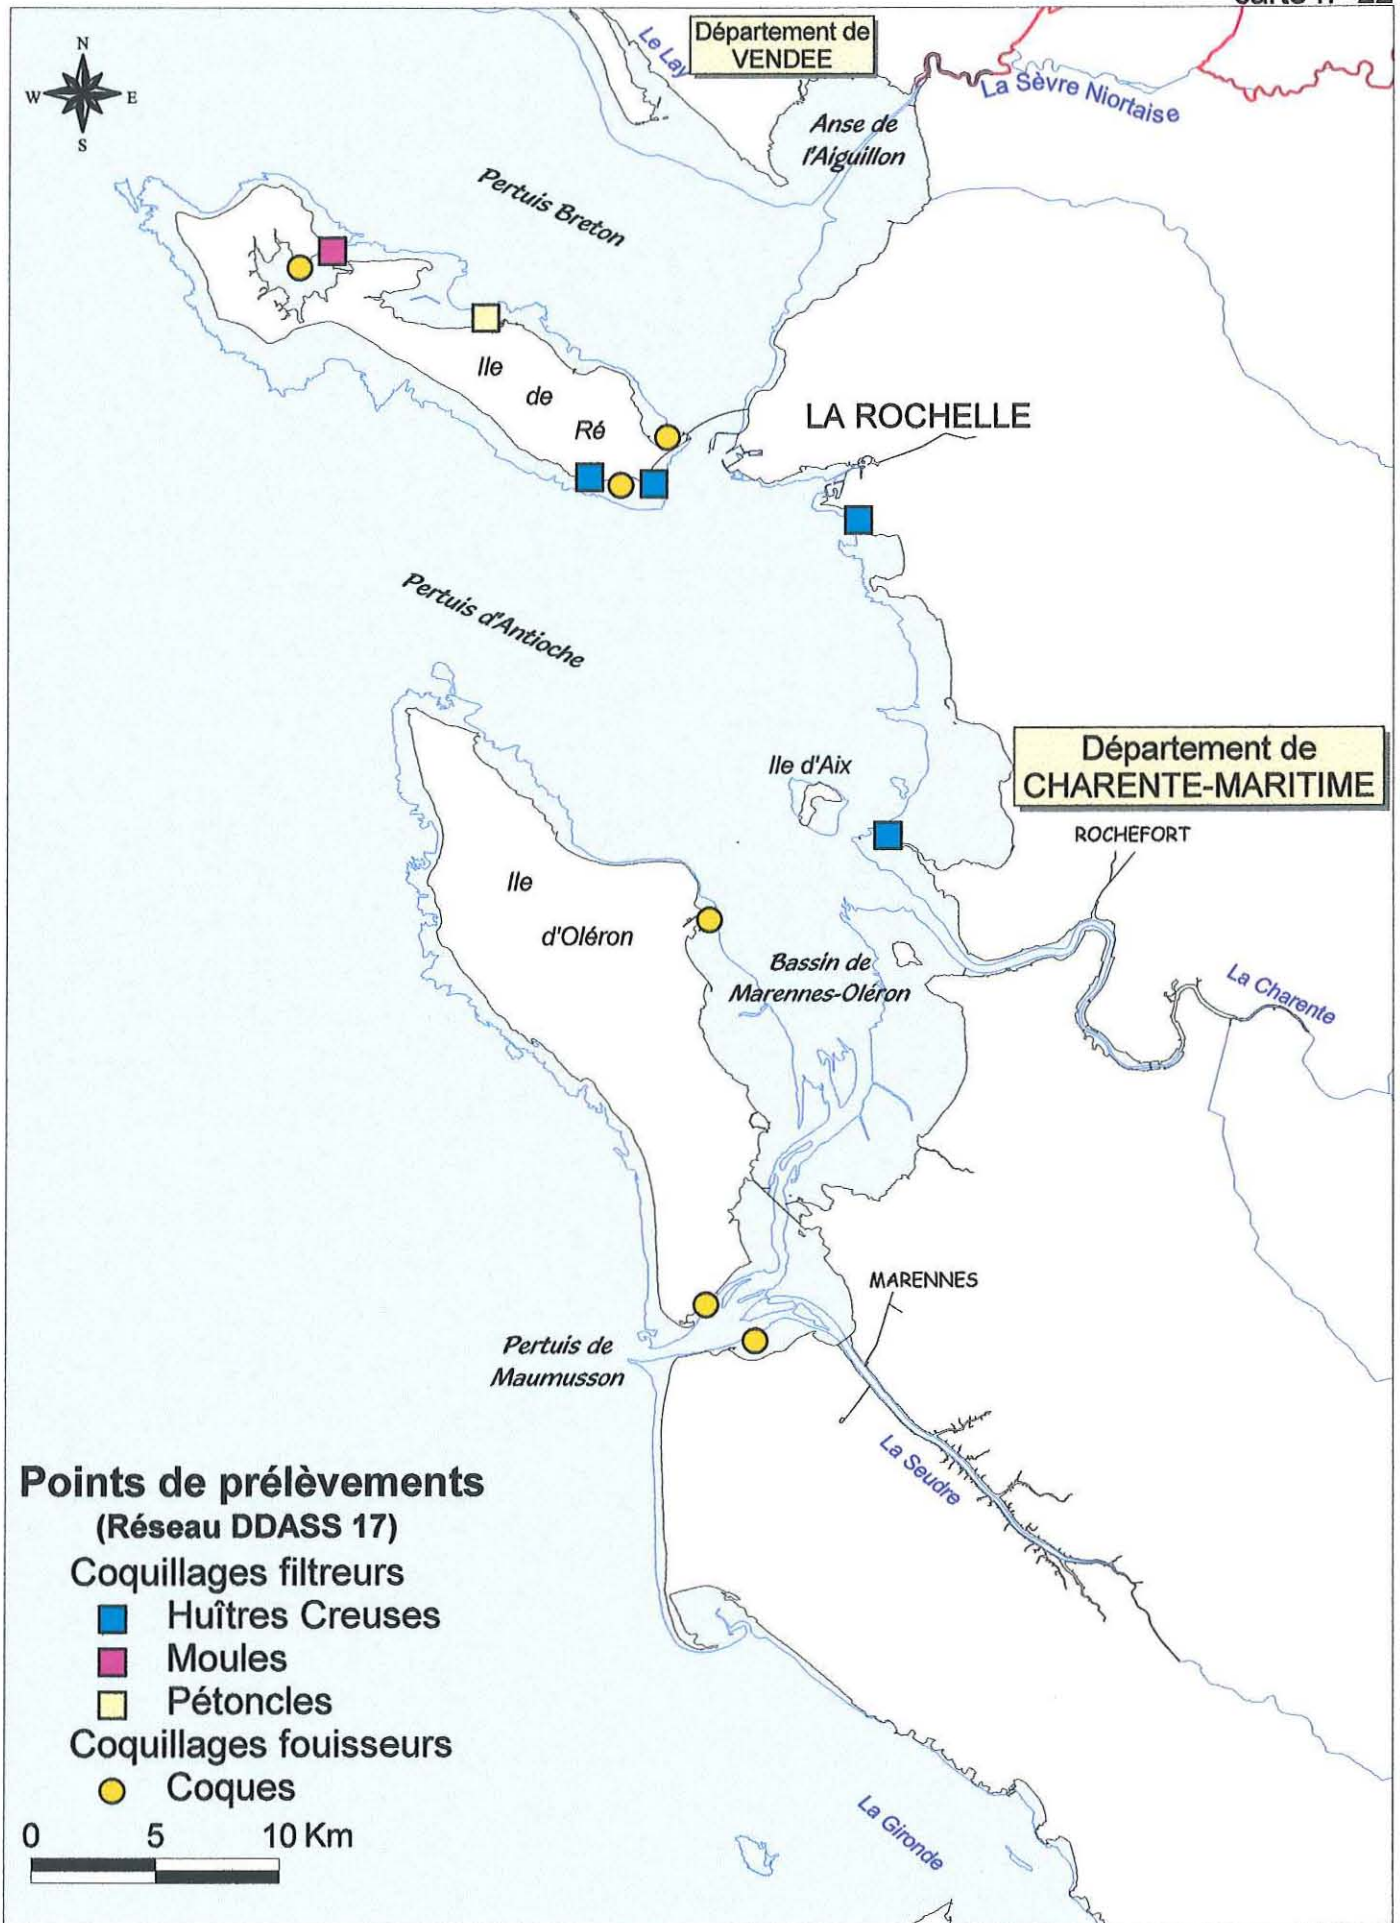 carte n° 22
N
W
E
S
Le Lay
Département de
VENDEE
La Sèvre Niortaise
Anse de
l'Aiguillon
Pertuis Breton
Ile
de
Ré
LA ROCHELLE
Pertuis d'Antioche
Ile d'Aix
Département de
CHARENTE-MARITIME
ROCHEFORT
Ile
d'Oléron
Bassin de
Marennes-Oléron
La Charente
MARENNES
Pertuis de
Maumusson
La Seudre
Points de prélèvements
(Réseau DDASS 17)
Coquillages filtreurs
Huîtres Creuses
Moules
Pétoncles
Coquillages fouisseurs
Coques
0 5 10 Km
La Gironde